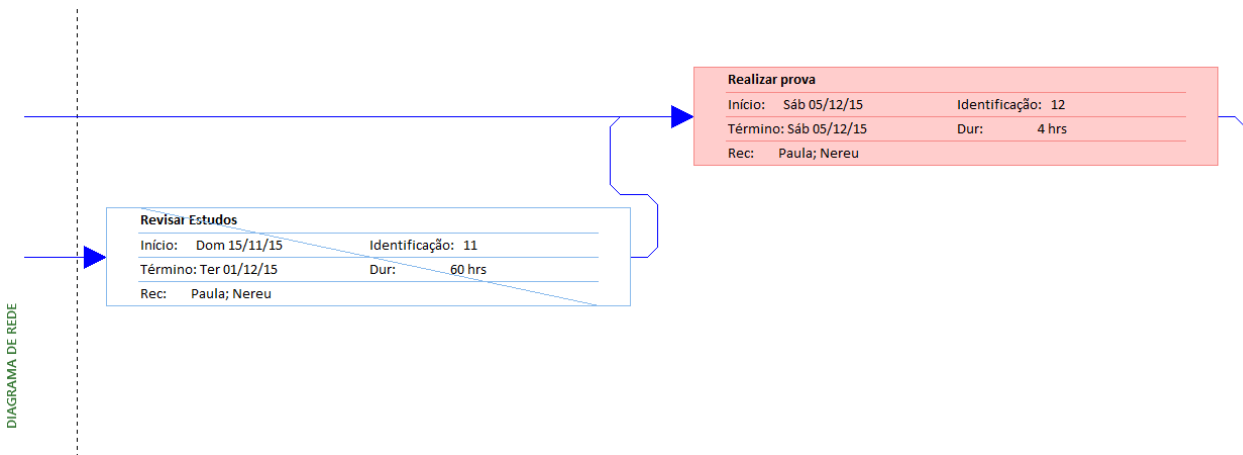 Realizar prova
Início: Sáb 05/12/15 Identificação: 12
Término: Sáb 05/12/15 Dur: 4 hrs
Rec: Paula; Nereu
Revisar Estudos
Início: Dom 15/11/15 Identificação: 11
Término: Ter 01/12/15 Dur: 60 hrs
Rec: Paula; Nereu
DIAGRAMA DE REDE